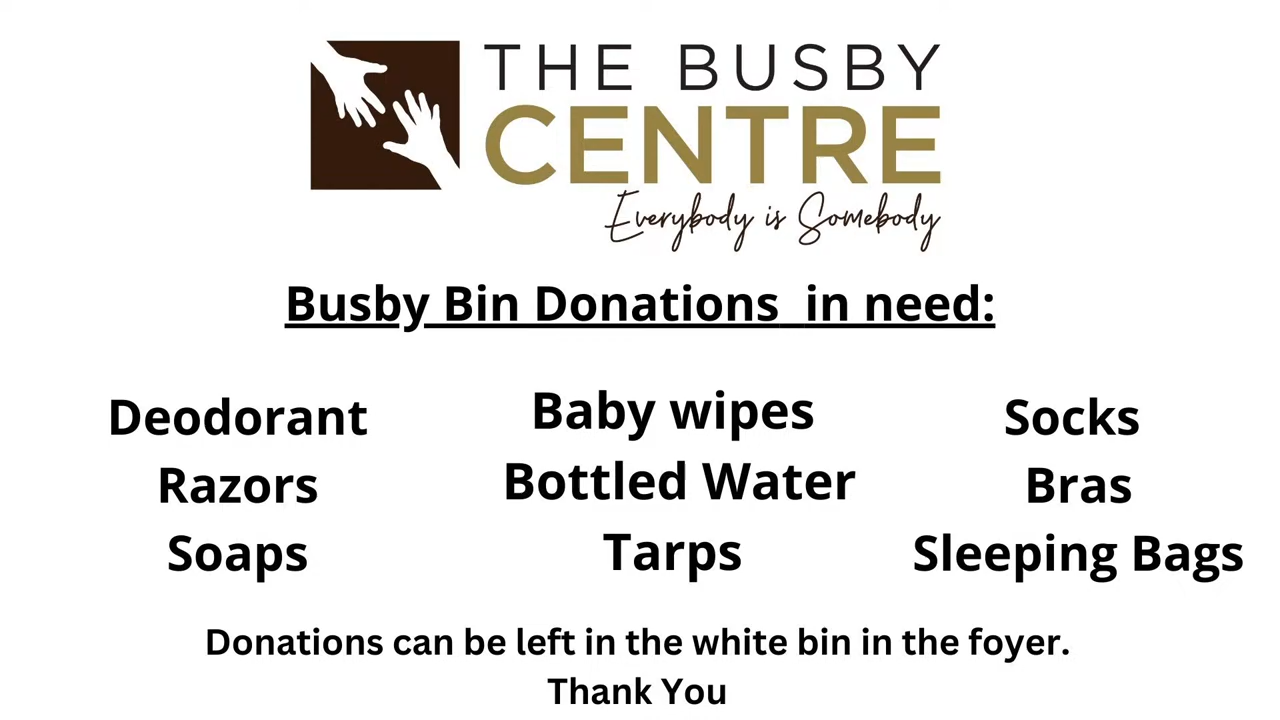 THE BUSBY
CENTRE
Everybody is Somebody
Busby Bin Donations in need:
Deodorant
Razors
Soaps
Baby wipes
Bottled Water
Tarps
Socks
Bras
Sleeping Bags
Donations can be left in the white bin in the foyer.
Thank You